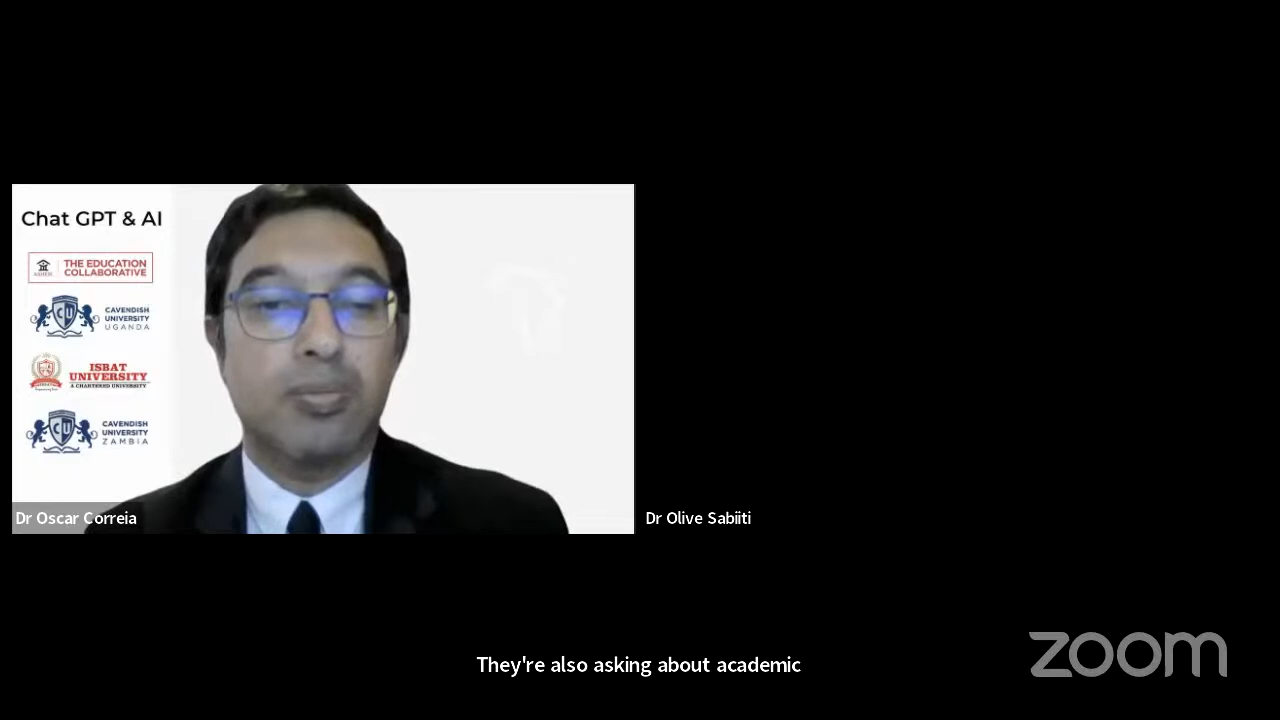 Chat GPT & AI
THE EDUCATION
COLLABORATIVE
CAVENDISH
UNIVERSITY
UGANDA
ISBAT
UNIVERSITY
A CHARTERED UNIVERSITY
CAVENDISH
UNIVERSITY
ZAMBIA
Dr Oscar Correia
Dr Olive Sabiiti
They're also asking about academic
zoom